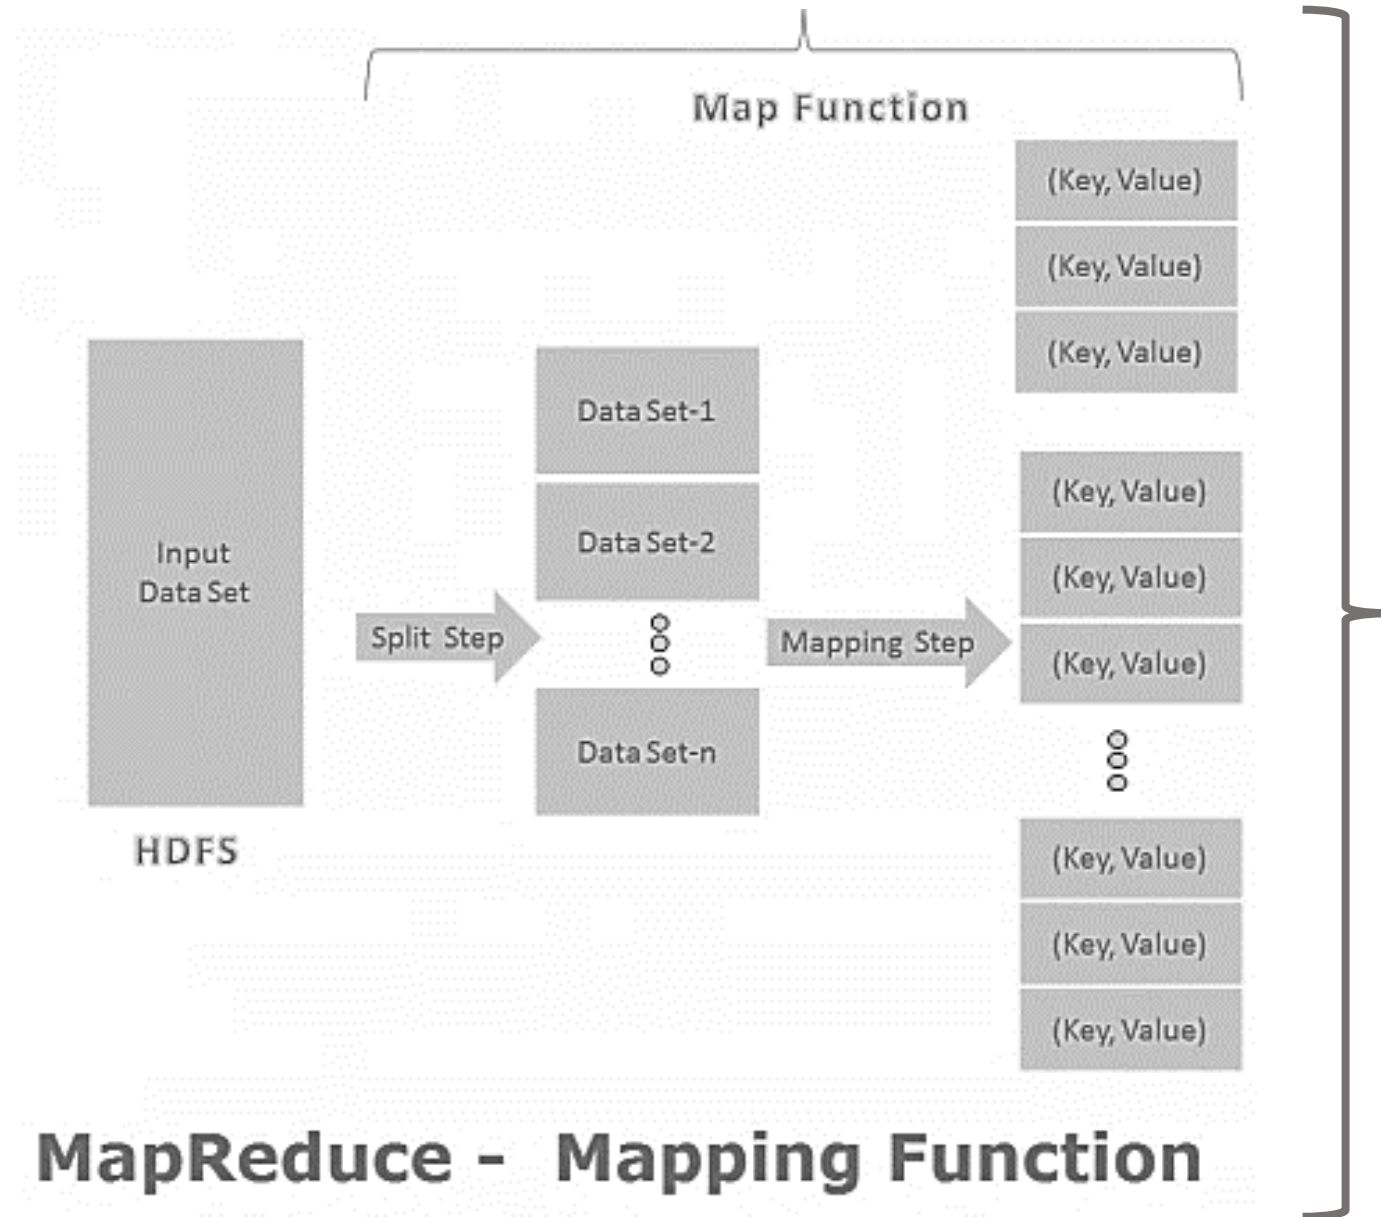 Map Function
(Key, Value)
(Key, Value)
(Key, Value)
Input
Data Set
HDFS
Split Step
Data Set-1
Data Set-2
Data Set-n
Mapping Step
(Key, Value)
(Key, Value)
(Key, Value)
(Key, Value)
(Key, Value)
(Key, Value)
MapReduce - Mapping Function